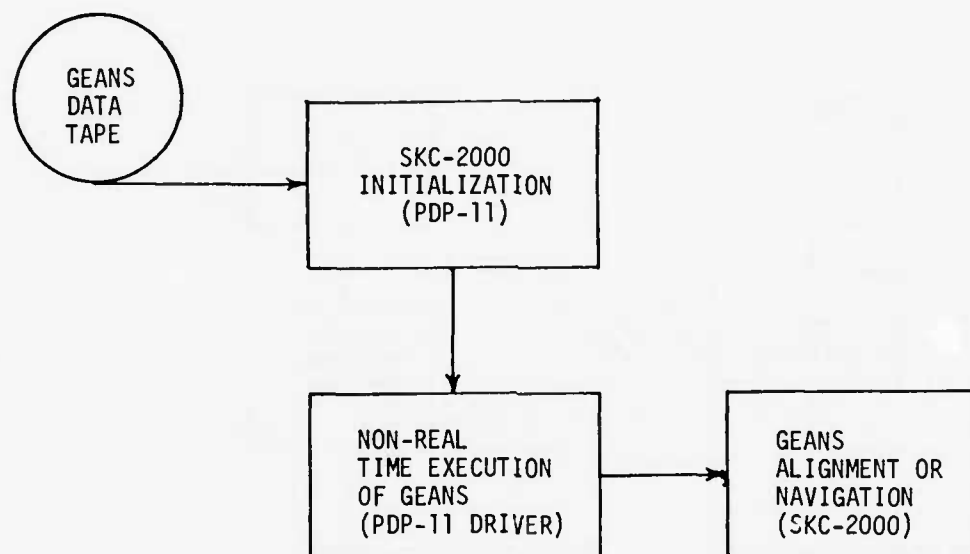 GEANS
DATA
TAPE
SKC-2000
INITIALIZATION
(PDP-11)
NON-REAL
TIME EXECUTION
OF GEANS
(PDP-11 DRIVER)
GEANS
ALIGNMENT OR
NAVIGATION
(SKC-2000)